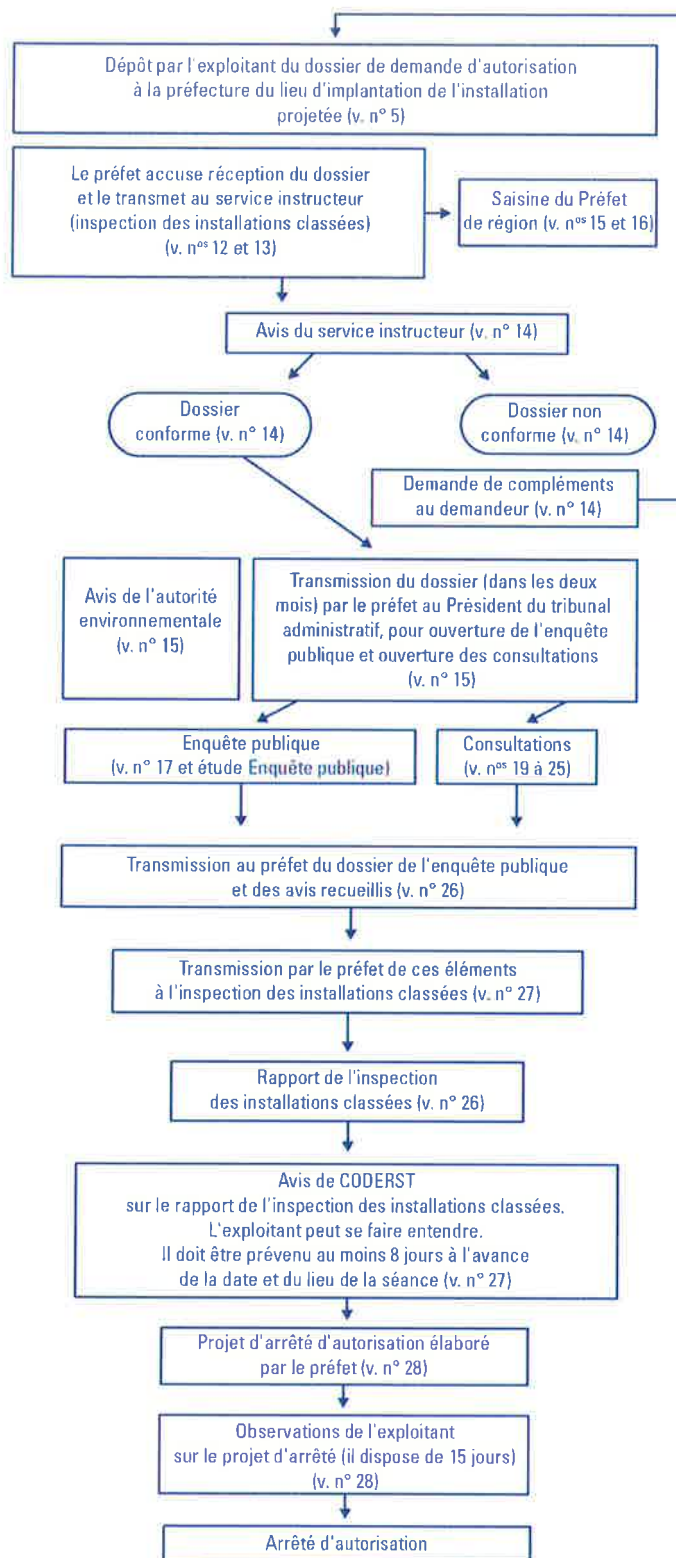 Dépôt par l'exploitant du dossier de demande d'autorisation
à la préfecture du lieu d'implantation de l'installation
projetée (v. n° 5)
Le préfet accuse réception du dossier
et le transmet au service instructeur
(inspection des installations classées)
(v. nos 12 et 13)
Saisine du Préfet
de région (v. nos 15 et 16)
Avis du service instructeur (v. n° 14)
Dossier
conforme (v. n° 14)
Dossier non
conforme (v. n° 14)
Demande de compléments
au demandeur (v. n° 14)
Avis de l'autorité
environnementale
(v. n° 15)
Transmission du dossier (dans les deux
mois) par le préfet au Président du tribunal
administratif, pour ouverture de l'enquête
publique et ouverture des consultations
(v. n° 15)
Enquête publique
(v. n° 17 et étude Enquête publique)
Consultations
(v. nos 19 à 25)
Transmission au préfet du dossier de l'enquête publique
et des avis recueillis (v. n° 26)
Transmission par le préfet de ces éléments
à l'inspection des installations classées (v. n° 27)
Rapport de l'inspection
des installations classées (v. n° 26)
Avis de CODERST
sur le rapport de l'inspection des installations classées.
L'exploitant peut se faire entendre.
Il doit être prévenu au moins 8 jours à l'avance
de la date et du lieu de la séance (v. n° 27)
Projet d'arrêté d'autorisation élaboré
par le préfet (v. n° 28)
Observations de l'exploitant
sur le projet d'arrêté (il dispose de 15 jours)
(v. n° 28)
Arrêté d'autorisation